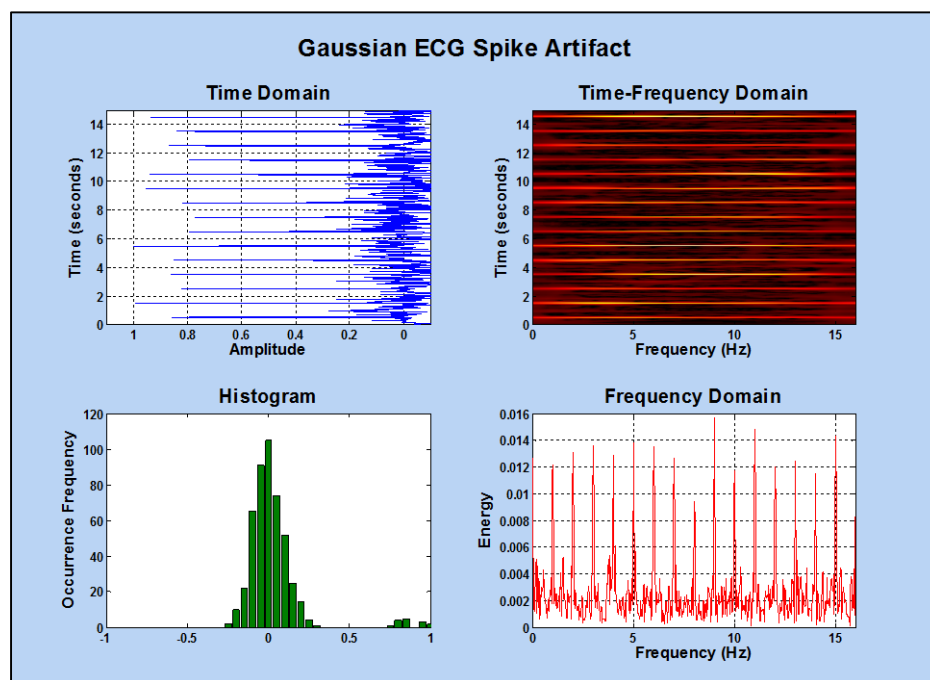 Gaussian ECG Spike Artifact
Time Domain
Time (seconds)
14
12
10
8
6
4
2
0
1 0.8 0.6 0.4 0.2 0
Amplitude
Time-Frequency Domain
Time (seconds)
14
12
10
8
6
4
2
0
5 10 15
Frequency (Hz)
Histogram
Occurrence Frequency
120
100
80
60
40
20
0
-1 -0.5 0 0.5 1
Frequency Domain
Energy
0.016
0.014
0.012
0.01
0.008
0.006
0.004
0.002
0
0 5 10 15
Frequency (Hz)